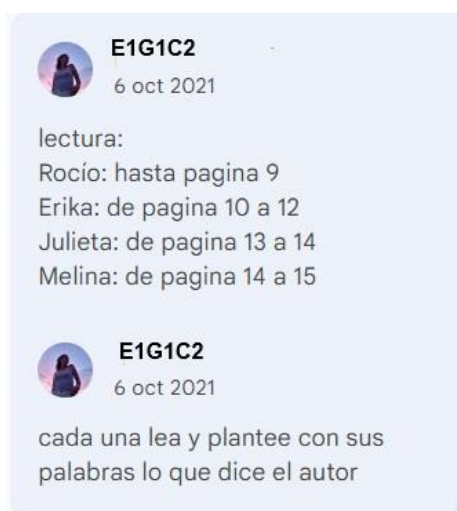 E1G1C2
6 oct 2021
lectura:
Rocío: hasta pagina 9
Erika: de pagina 10 a 12
Julieta: de pagina 13 a 14
Melina: de pagina 14 a 15
E1G1C2
6 oct 2021
cada una lea y plantee con sus
palabras lo que dice el autor